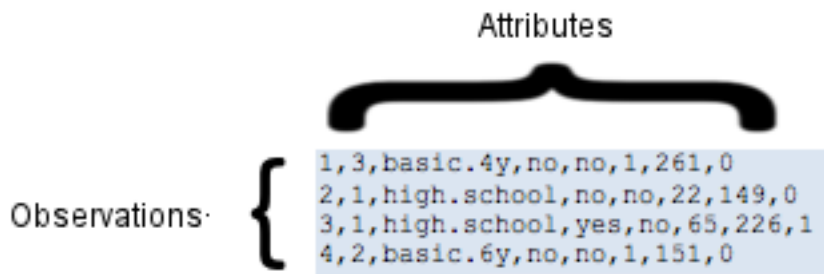 Attributes
1,3,basic.4y,no,no,1,261,0
2,1,high.school,no,no,22,149,0
Observations
3,1,high.school,yes,no,65,226,1
4,2,basic.6y,no,no,1,151,0